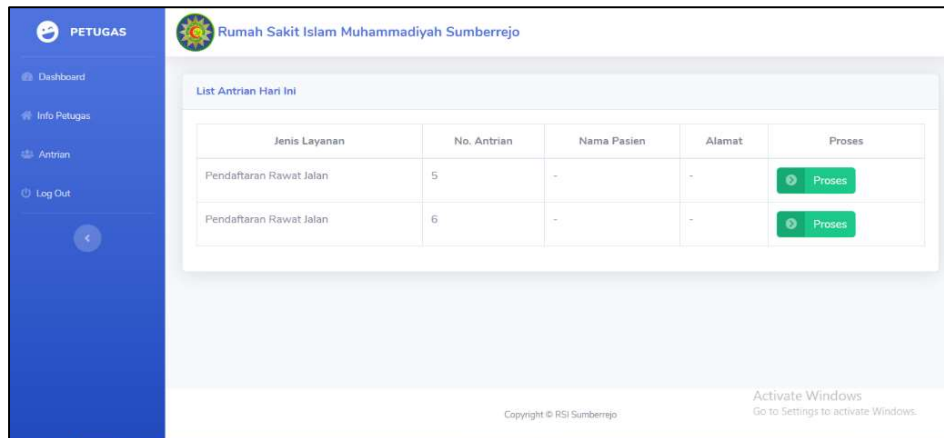 PETUGAS
Dashboard
Info Petugas
Antrian
Log Out
Rumah Sakit Islam Muhammadiyah Sumberrejo
List Antrian Hari Ini
Jenis Layanan No. Antrian Nama Pasien Alamat Proses
Pendaftaran Rawat Jalan 5 - - Proses
Pendaftaran Rawat Jalan 6 - - Proses
Copyright © RSI Sumberrejo
Activate Windows
Go to Settings to activate Windows.